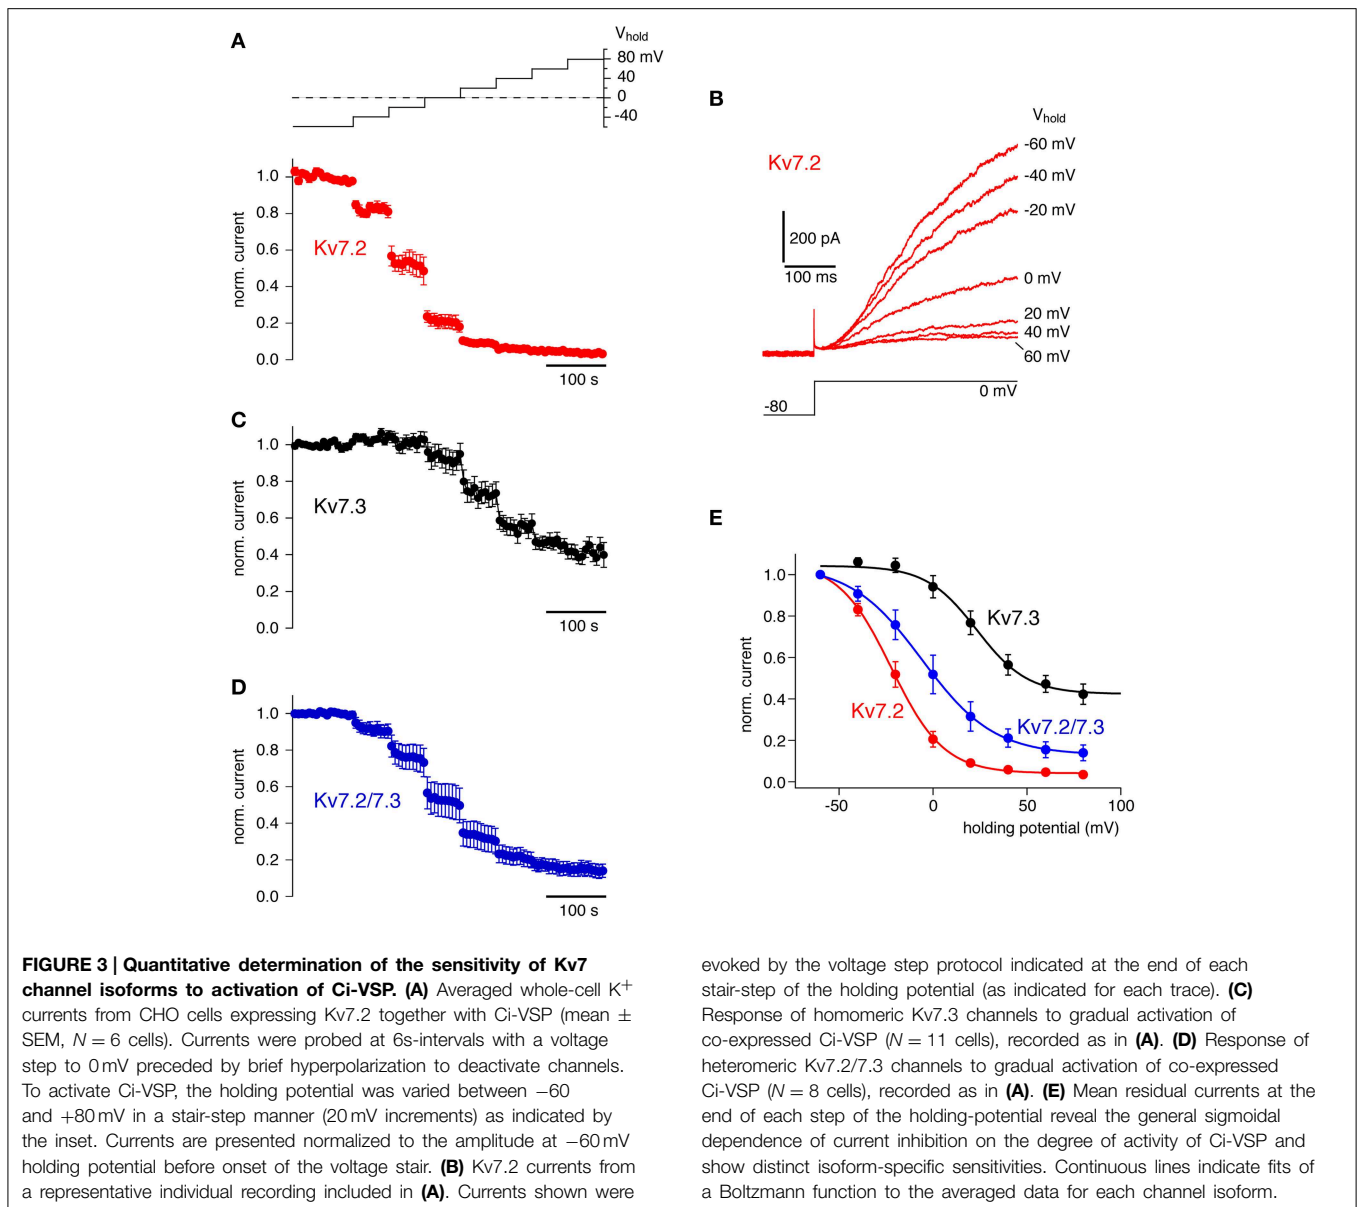 A
V_hold
80 mV
40
0
-40
1.0
0.8
0.6
0.4
0.2
0.0
norm. current
Kv7.2
100 s
B
V_hold
Kv7.2
-60 mV
-40 mV
-20 mV
200 pA
100 ms
0 mV
20 mV
40 mV
60 mV
-80
0 mV
C
1.0
0.8
0.6
0.4
0.2
0.0
norm. current
Kv7.3
100 s
D
1.0
0.8
0.6
0.4
0.2
0.0
norm. current
Kv7.2/7.3
100 s
E
1.0
0.8
0.6
0.4
0.2
0.0
norm. current
Kv7.3
Kv7.2
Kv7.2/7.3
-50
0
50
100
holding potential (mV)
FIGURE 3 | Quantitative determination of the sensitivity of Kv7
channel isoforms to activation of Ci-VSP. (A) Averaged whole-cell K+
currents from CHO cells expressing Kv7.2 together with Ci-VSP (mean ±
SEM, N = 6 cells). Currents were probed at 6s-intervals with a voltage
step to 0 mV preceded by brief hyperpolarization to deactivate channels.
To activate Ci-VSP, the holding potential was varied between −60
and +80 mV in a stair-step manner (20 mV increments) as indicated by
the inset. Currents are presented normalized to the amplitude at −60 mV
holding potential before onset of the voltage stair. (B) Kv7.2 currents from
a representative individual recording included in (A). Currents shown were
evoked by the voltage step protocol indicated at the end of each
stair-step of the holding potential (as indicated for each trace). (C)
Response of homomeric Kv7.3 channels to gradual activation of
co-expressed Ci-VSP (N = 11 cells), recorded as in (A). (D) Response of
heteromeric Kv7.2/7.3 channels to gradual activation of co-expressed
Ci-VSP (N = 8 cells), recorded as in (A). (E) Mean residual currents at the
end of each step of the holding-potential reveal the general sigmoidal
dependence of current inhibition on the degree of activity of Ci-VSP and
show distinct isoform-specific sensitivities. Continuous lines indicate fits of
a Boltzmann function to the averaged data for each channel isoform.